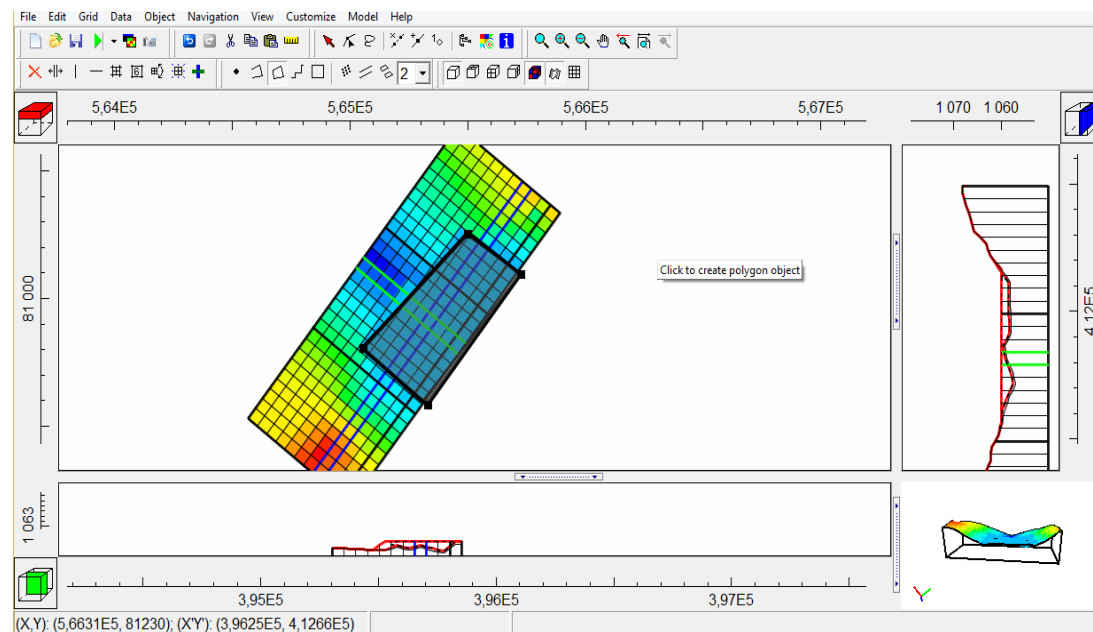 File Edit Grid Data Object Navigation View Customize Model Help
2
5,64E5 5,65E5 5,66E5 5,67E5 1 070 1 060
Click to create polygon object
81 000
4,12E5
1 063
3,95E5 3,96E5 3,97E5
(X,Y): (5,6631E5, 81230); (X'Y'): (3,9625E5, 4,1266E5)